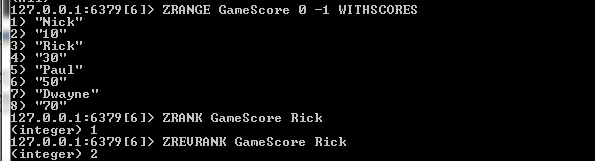 127.0.0.1:6379[6]> ZRANGE GameScore 0 -1 WITHSCORES
1) "Nick"
2) "10"
3) "Rick"
4) "30"
5) "Paul"
6) "50"
7) "Dwayne"
8) "70"
127.0.0.1:6379[6]> ZRANK GameScore Rick
(integer) 1
127.0.0.1:6379[6]> ZREVRANK GameScore Rick
(integer) 2